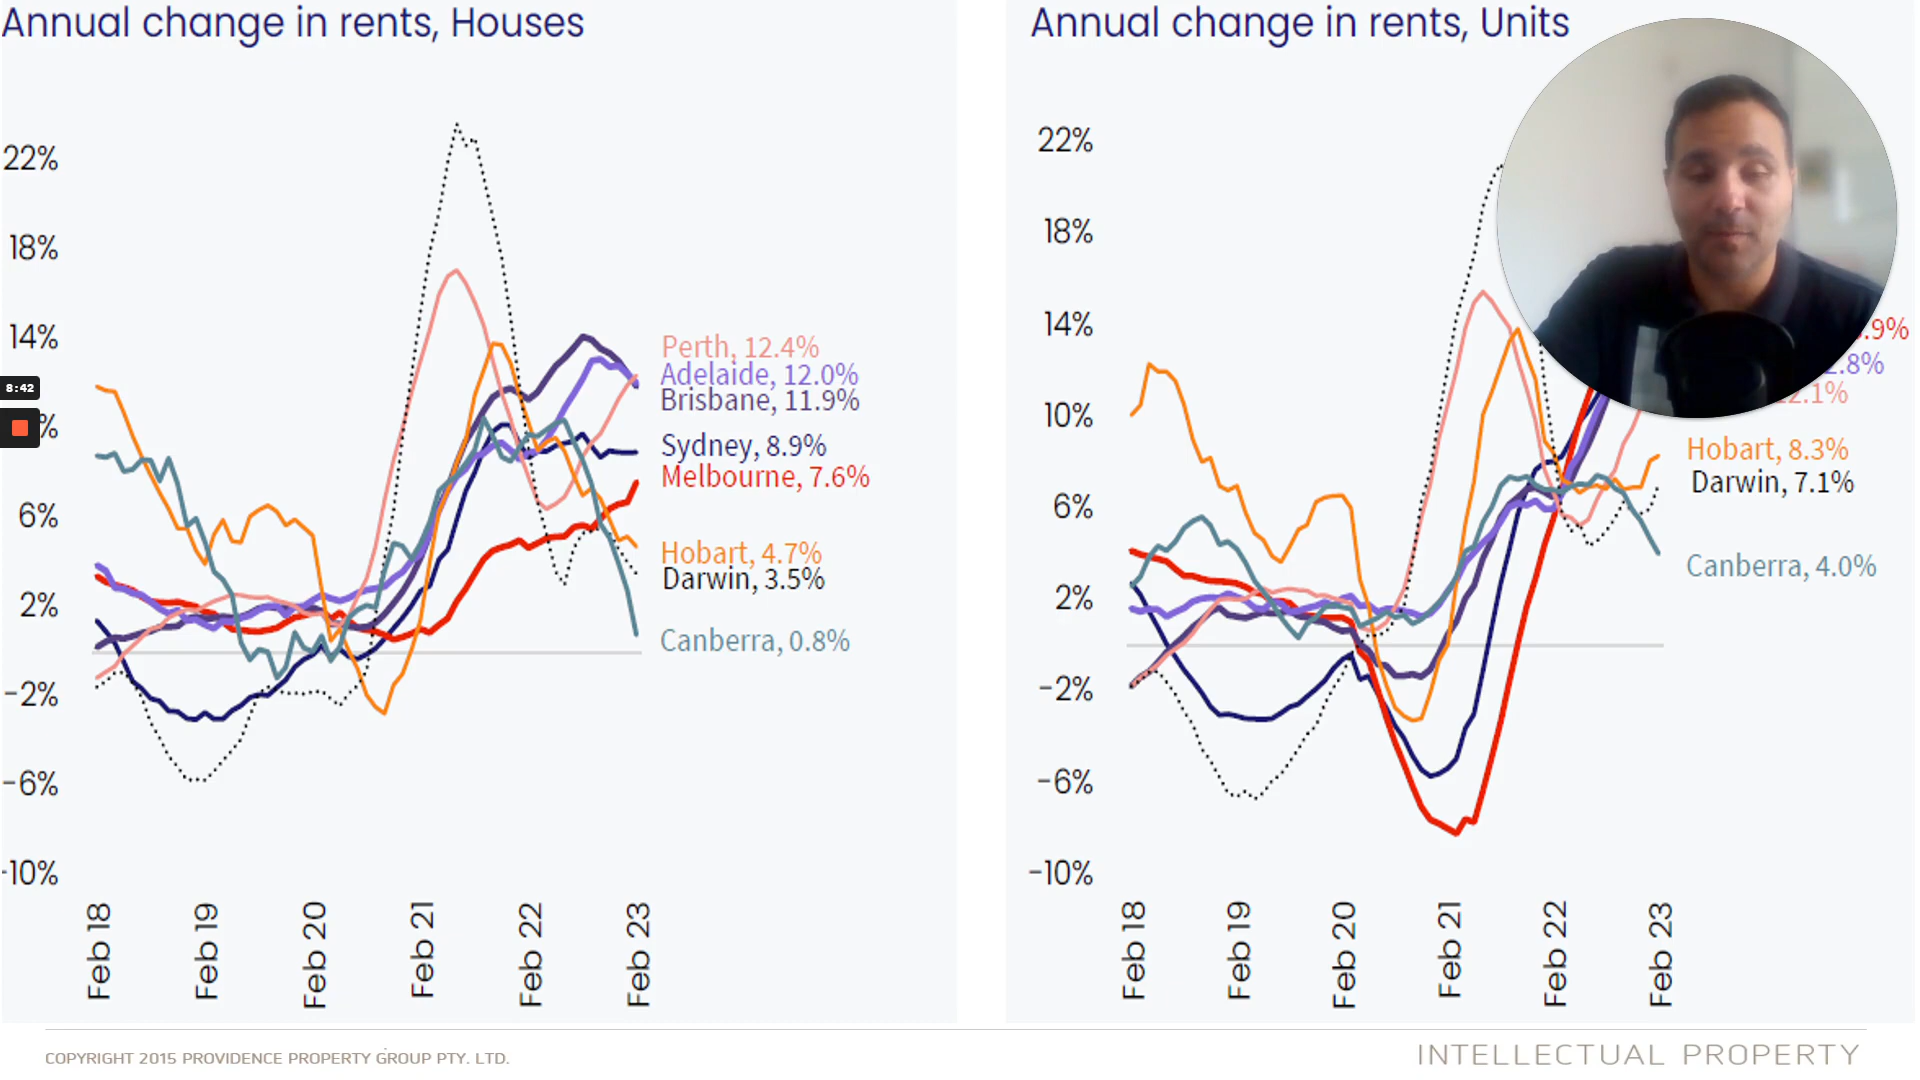 Annual change in rents, Houses
22%
18%
14%
6%
2%
-2%
-6%
-10%
Perth, 12.4%
Adelaide, 12.0%
Brisbane, 11.9%
Sydney, 8.9%
Melbourne, 7.6%
Hobart, 4.7%
Darwin, 3.5%
Canberra, 0.8%
Feb 18
Feb 19
Feb 20
Feb 21
Feb 22
Feb 23
8:42
Annual change in rents, Units
22%
18%
14%
10%
6%
2%
-2%
-6%
-10%
.9%
2.8%
12.1%
Hobart, 8.3%
Darwin, 7.1%
Canberra, 4.0%
Feb 18
Feb 19
Feb 20
Feb 21
Feb 22
Feb 23
COPYRIGHT 2015 PROVIDENCE PROPERTY GROUP PTY. LTD.
INTELLECTUAL PROPERTY